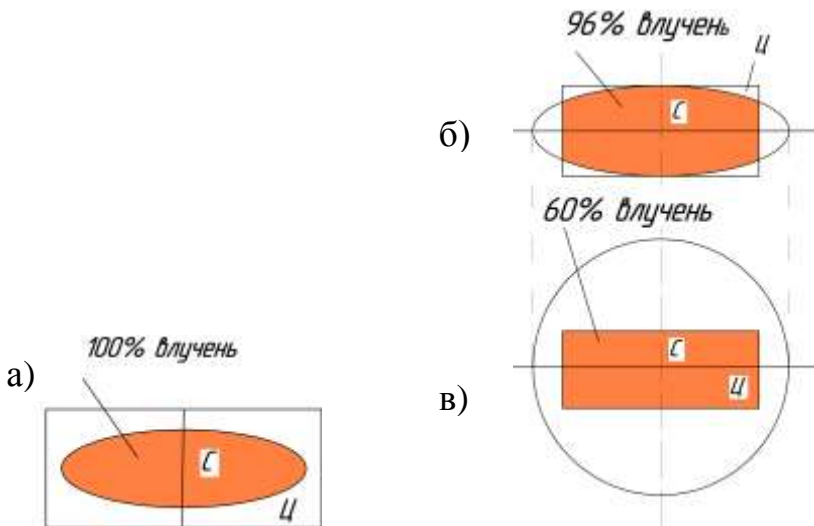 96% влучень
Ц
С
б)
60% влучень
С
Ц
в)
100% влучень
а)
С
Ц